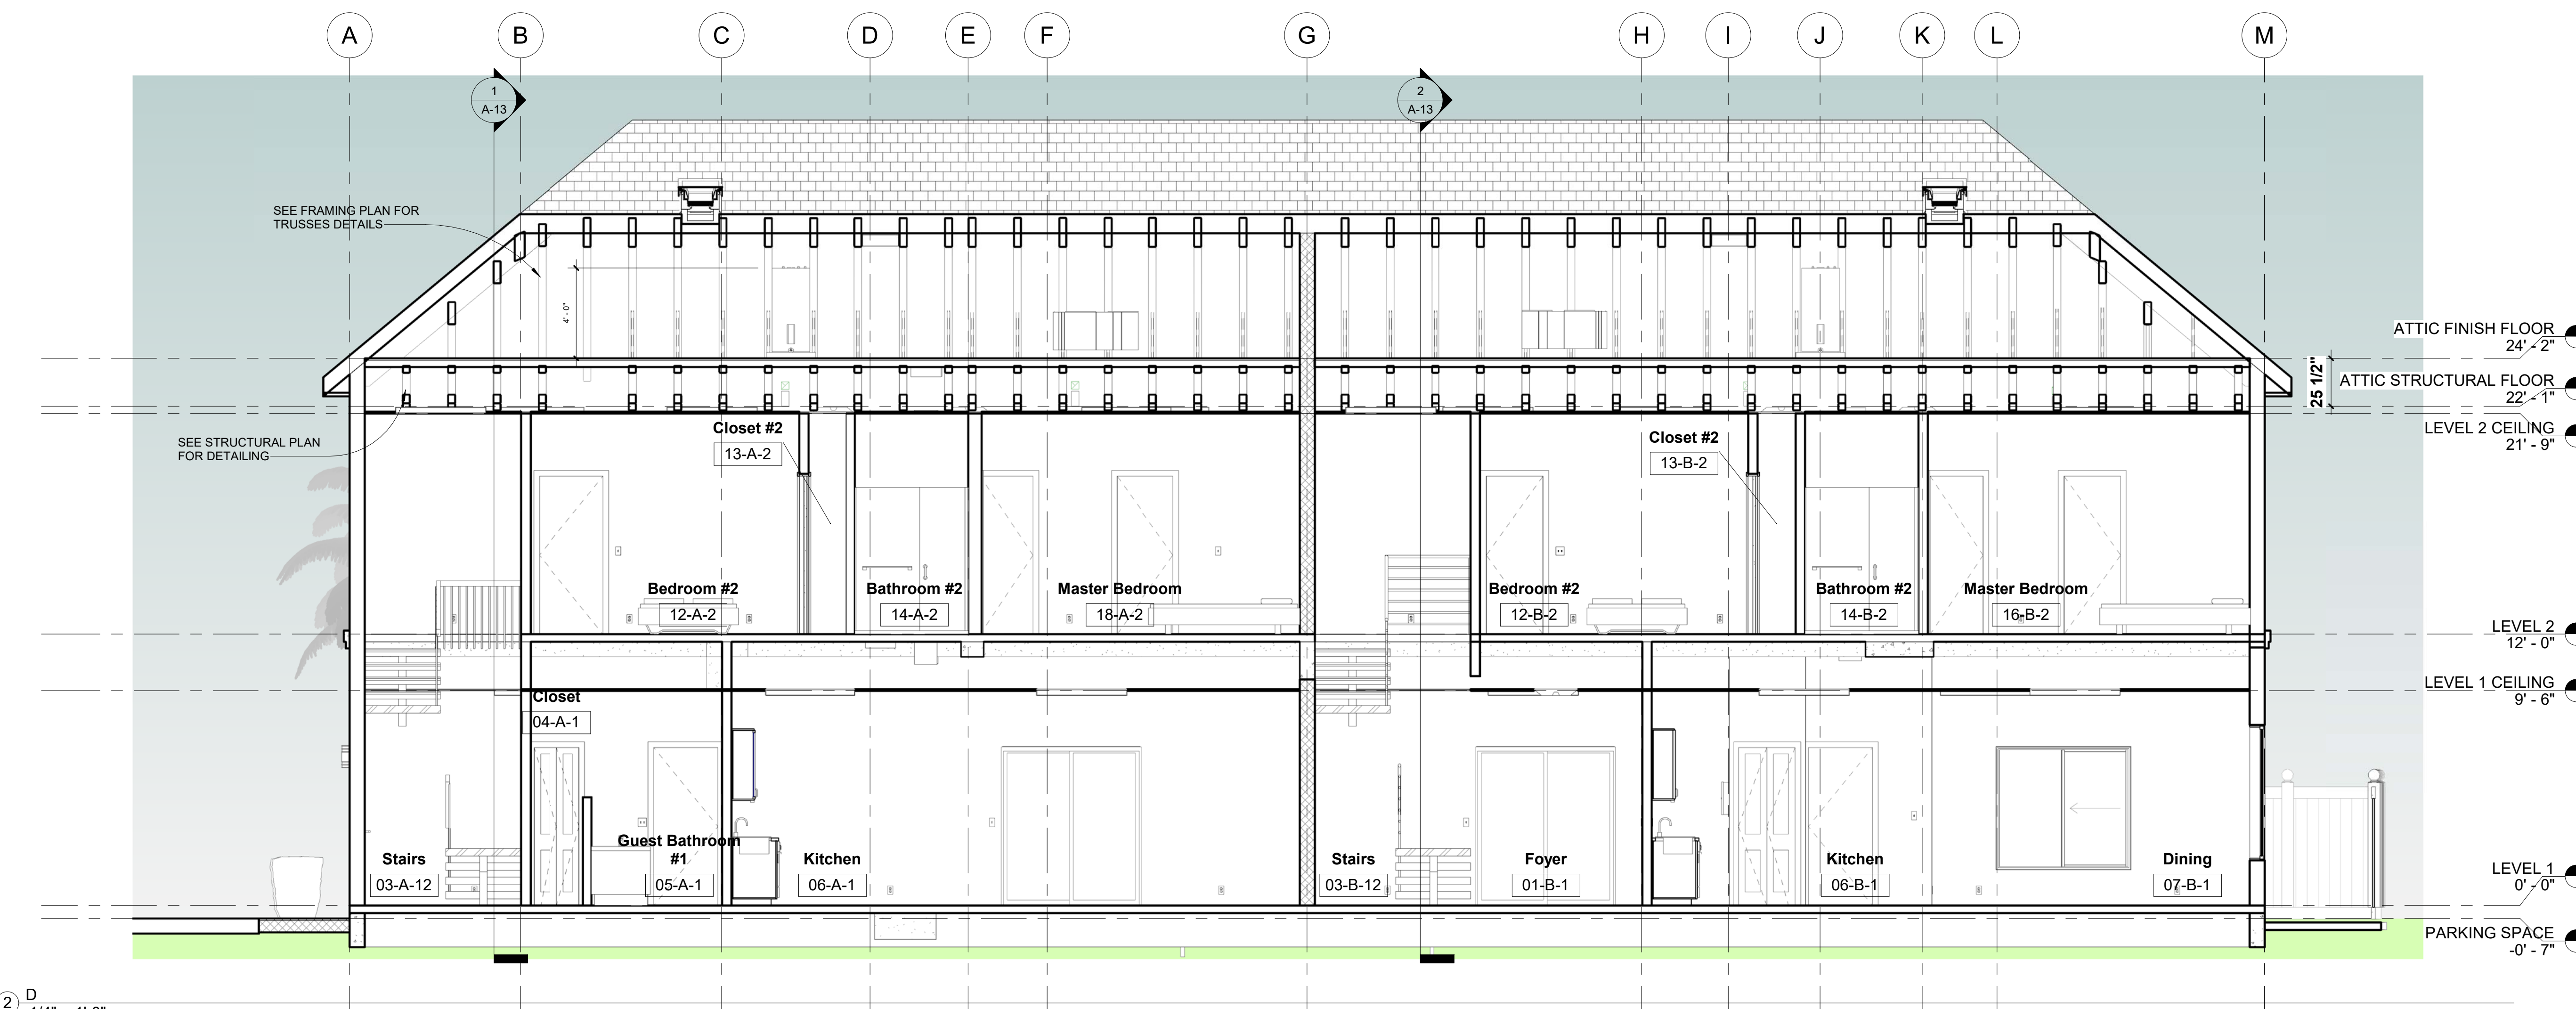 A
B
C
D
E
F
G
H
I
J
K
L
M
1
A-13
2
A-13
SEE FRAMING PLAN FOR
TRUSSES DETAILS
4' - 0"
ATTIC FINISH FLOOR
24' - 2"
25 1/2"
ATTIC STRUCTURAL FLOOR
22' - 1"
SEE STRUCTURAL PLAN
FOR DETAILING
LEVEL 2 CEILING
21' - 9"
Closet #2
13-A-2
Closet #2
13-B-2
Bedroom #2
12-A-2
Bathroom #2
14-A-2
Master Bedroom
18-A-2
Bedroom #2
12-B-2
Bathroom #2
14-B-2
Master Bedroom
16-B-2
LEVEL 2
12' - 0"
LEVEL 1 CEILING
9' - 6"
Closet
04-A-1
Stairs
03-A-12
Guest Bathroom
#1
05-A-1
Kitchen
06-A-1
Stairs
03-B-12
Foyer
01-B-1
Kitchen
06-B-1
Dining
07-B-1
LEVEL 1
0' - 0"
PARKING SPACE
-0' - 7"
2
D